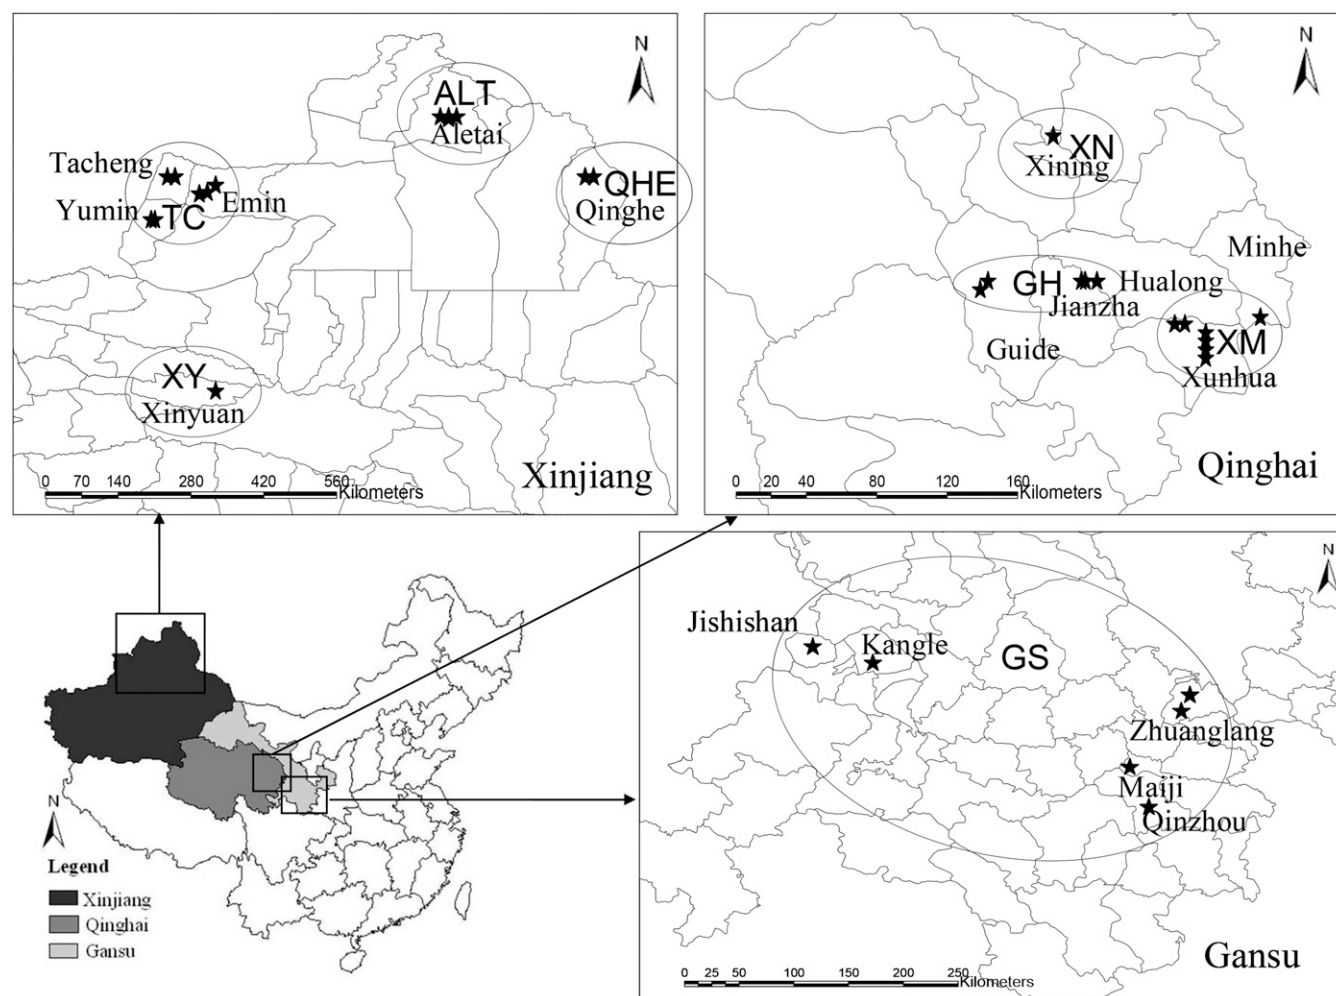 N
ALT
Aletai
Tacheng
QHE
Emin
Qinghe
Yumin
TC
XY
Xinyuan
Xinjiang
0 70 140 280 420 560
Kilometers
N
XN
Xining
Minhe
GH
Hualong
Jianzha
Guide
XM
Xunhua
Qinghai
0 20 40 80 120 160
Kilometers
N
Legend
Xinjiang
Qinghai
Gansu
N
Jishishan
Kangle
GS
Zhuanglang
Maiji
Qinzhou
Gansu
0 25 50 100 150 200 250
Kilometers